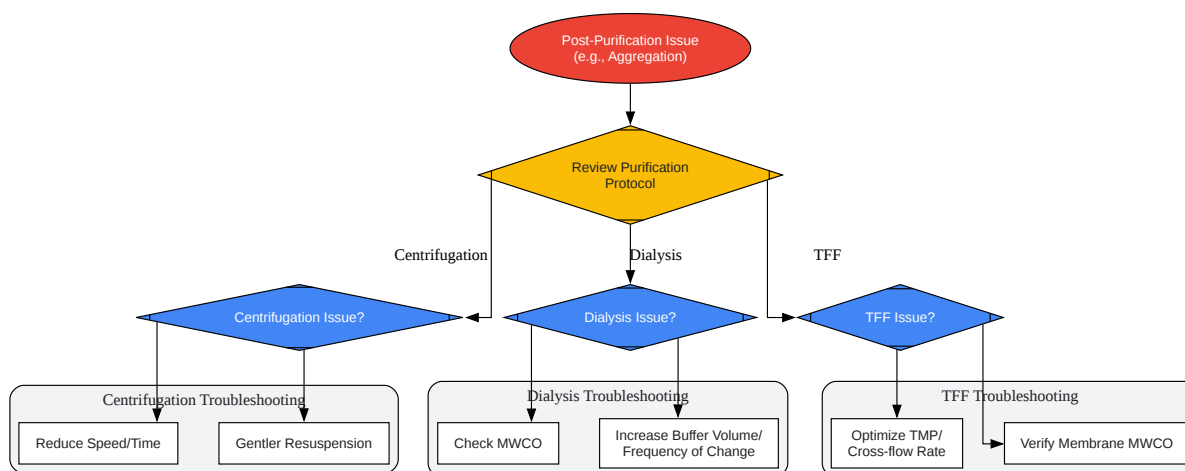 Post-Purification Issue
(e.g., Aggregation)
Review Purification
Protocol
Centrifugation
Dialysis
TFF
Centrifugation Issue?
Dialysis Issue?
TFF Issue?
Centrifugation Troubleshooting
Dialysis Troubleshooting
TFF Troubleshooting
Reduce Speed/Time
Gentler Resuspension
Check MWCO
Increase Buffer Volume/
Frequency of Change
Optimize TMP/
Cross-flow Rate
Verify Membrane MWCO